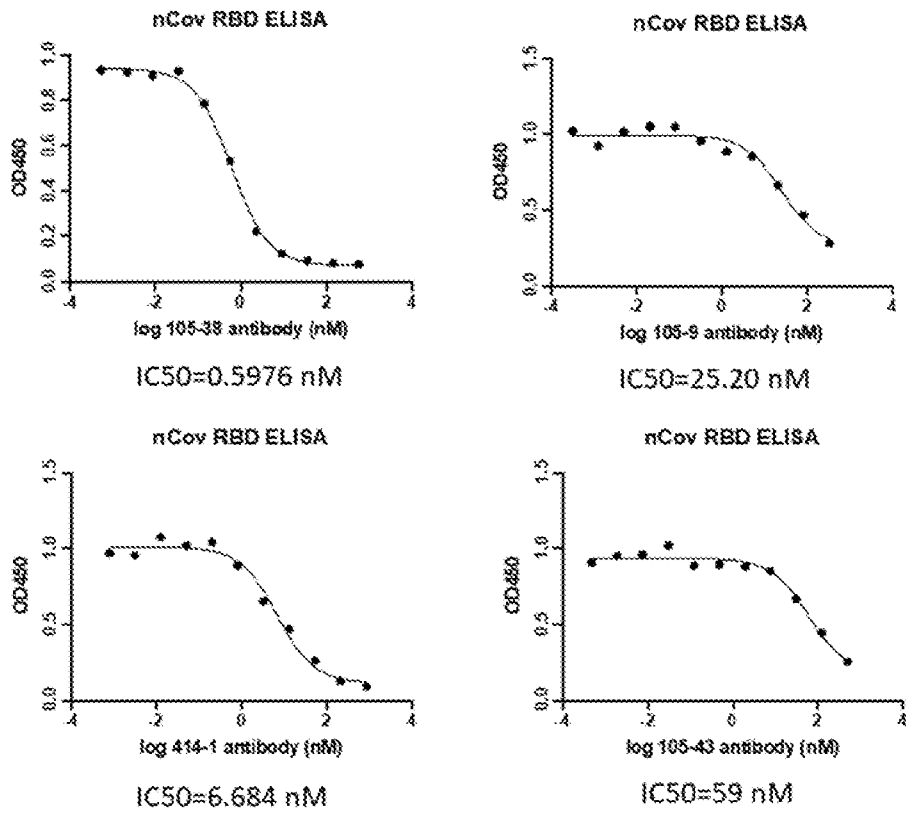 nCov RBD ELISA
OD450
1.0
0.8
0.6
0.4
0.2
0.0
-4
-2
0
2
4
log 105-38 antibody (nM)
IC50=0.5976 nM
nCov RBD ELISA
OD450
1.5
1.0
0.5
0.0
-4
-2
0
2
4
log 105-9 antibody (nM)
IC50=25.20 nM
nCov RBD ELISA
OD450
1.5
1.0
0.5
0.0
-4
-2
0
2
4
log 414-1 antibody (nM)
IC50=6.684 nM
nCov RBD ELISA
OD450
1.5
1.0
0.5
0.0
-4
-2
0
2
4
log 105-43 antibody (nM)
IC50=59 nM